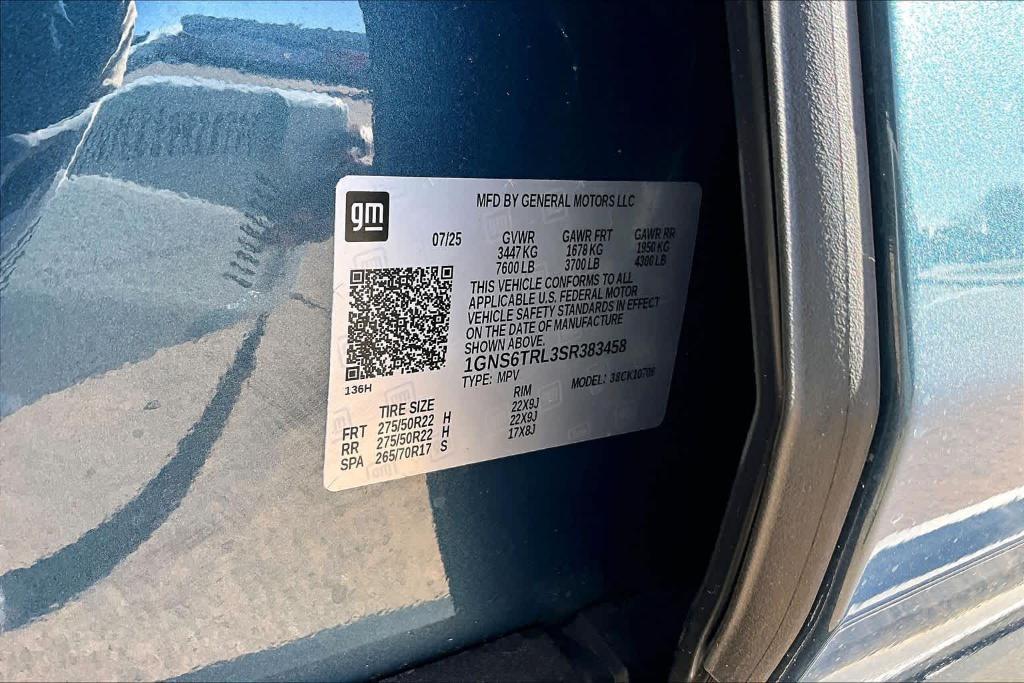 gm
MFD BY GENERAL MOTORS LLC
07/25 GVWR GAWR FRT GAWR RR
3447 KG 1678 KG 1950 KG
7600 LB 3700 LB 4300 LB
THIS VEHICLE CONFORMS TO ALL
APPLICABLE U.S. FEDERAL MOTOR
VEHICLE SAFETY STANDARDS IN EFFECT
ON THE DATE OF MANUFACTURE
SHOWN ABOVE.
1GNS6TRL3SR383458
TYPE: MPV MODEL: 38CK10706
136H
TIRE SIZE RIM
FRT 275/50R22 H 22X9J
RR 275/50R22 H 22X9J
SPA 265/70R17 S 17X8J